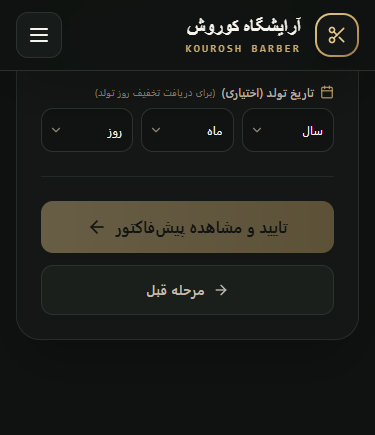 آرایشگاه کوروش
KOUROSH BARBER
تاریخ تولد (اختیاری) (برای دریافت تخفیف روز تولد)
سال ماه روز
تایید و مشاهده پیش‌فاکتور
مرحله قبل